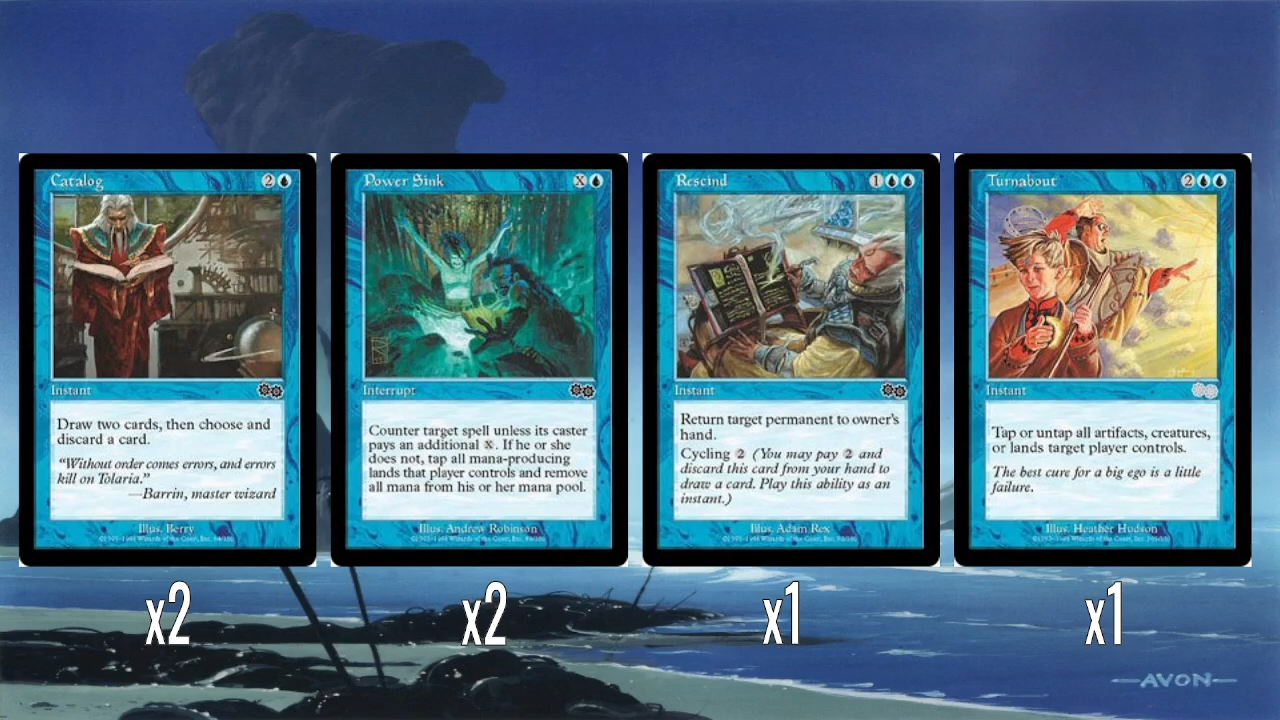 Catalog 2
Instant
Draw two cards, then choose and
discard a card.
“Without order comes errors, and errors
kill on Tolaria.”
—Barrin, master wizard
Illus. Berry
x2
Power Sink X
Interrupt
Counter target spell unless its caster
pays an additional X. If he or she
does not, tap all mana-producing
lands that player controls and remove
all mana from his or her mana pool.
Illus. Andrew Robinson
x2
Rescind 1
Instant
Return target permanent to owner's
hand.
Cycling 2 (You may pay 2 and
discard this card from your hand to
draw a card. Play this ability as an
instant.)
Illus. Adam Rex
x1
Turnabout 2
Instant
Tap or untap all artifacts, creatures,
or lands target player controls.
The best cure for a big ego is a little
failure.
Illus. Heather Hudson
x1
—AVON—